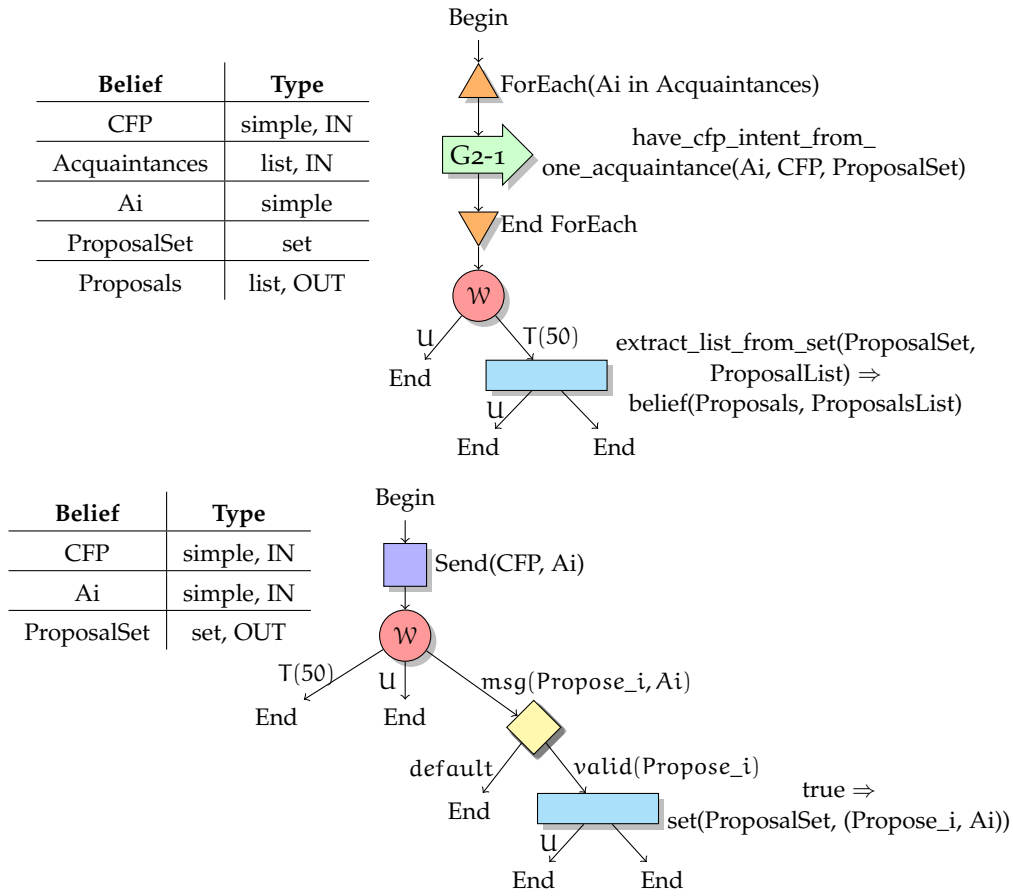 Begin
Belief Type
CFP simple, IN
Acquaintances list, IN
Ai simple
ProposalSet set
Proposals list, OUT
ForEach(Ai in Acquaintances)
G2-1
have_cfp_intent_from_
one_acquaintance(Ai, CFP, ProposalSet)
End ForEach
W
U
T(50)
End
extract_list_from_set(ProposalSet,
ProposalList) ⇒
belief(Proposals, ProposalsList)
U
End
End
Begin
Belief Type
CFP simple, IN
Ai simple, IN
ProposalSet set, OUT
Send(CFP, Ai)
W
T(50)
U
msg(Propose_i, Ai)
End
End
default
valid(Propose_i)
End
true ⇒
set(ProposalSet, (Propose_i, Ai))
U
End
End